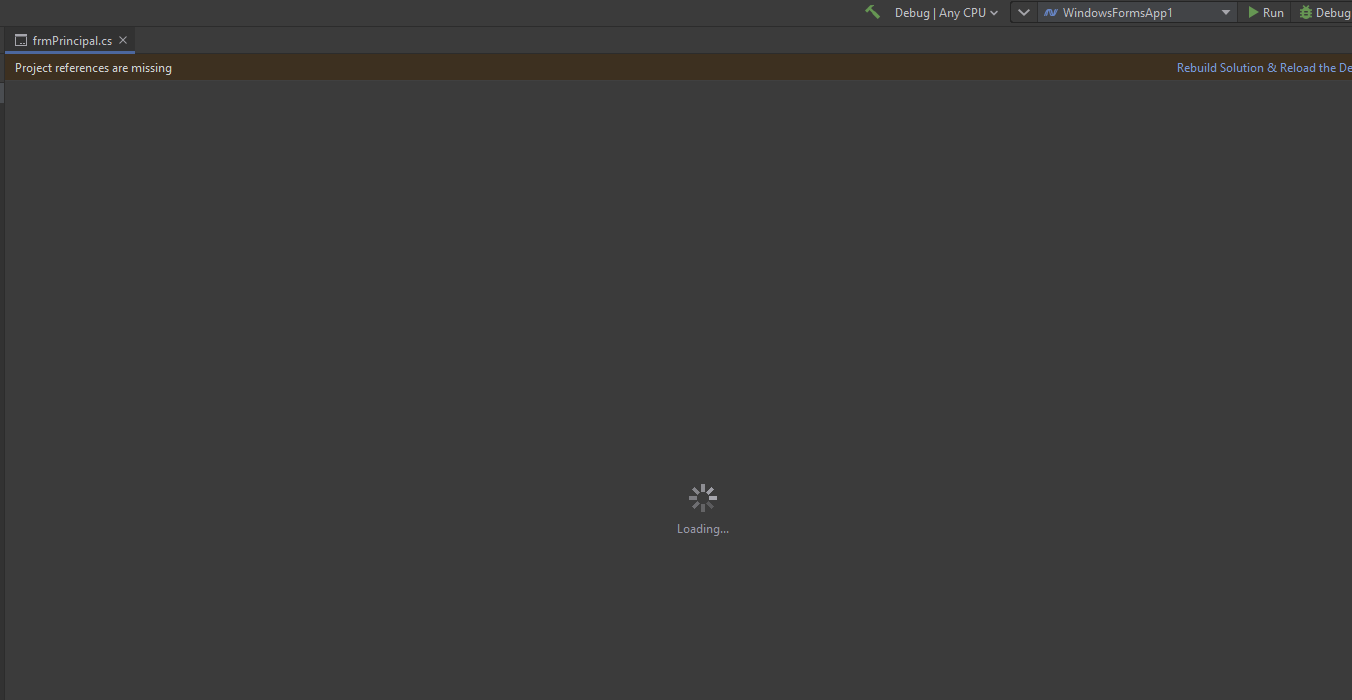 Debug | Any CPU
WindowsFormsApp1
Run
Debug
frmPrincipal.cs
Project references are missing
Rebuild Solution & Reload the De
Loading...